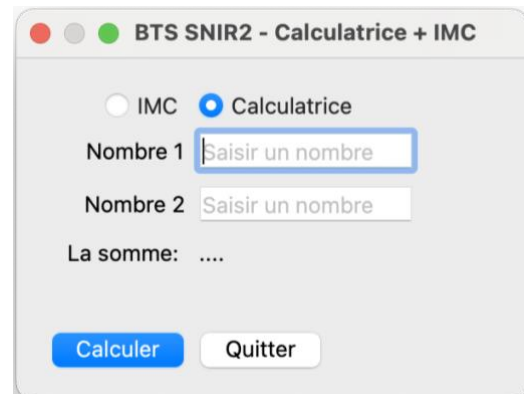 BTS SNIR2 - Calculatrice + IMC
IMC Calculatrice
Nombre 1 Saisir un nombre
Nombre 2 Saisir un nombre
La somme: ....
Calculer Quitter